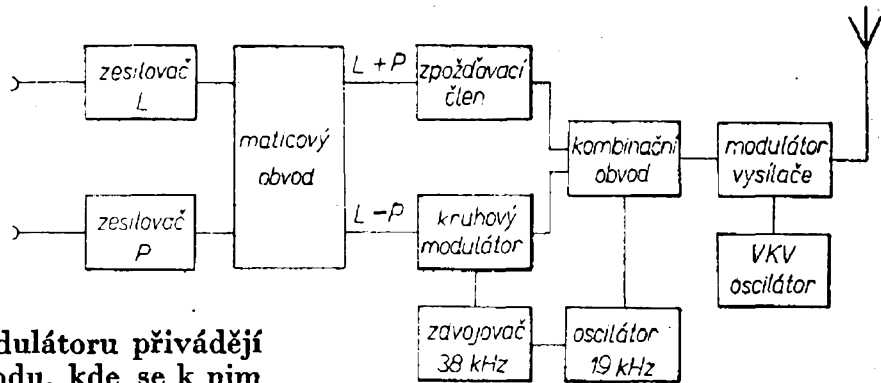 zesilovač
L
maticový
obvod
L+P
zpožďovací
člen
kombinační
obvod
modulátor
vysílače
zesilovač
P
L−P
kruhový
modulátor
VKV
oscilátor
zdvojovač
38 kHz
oscilátor
19 kHz
dulátoru přivádějí
odu, kde se k nim